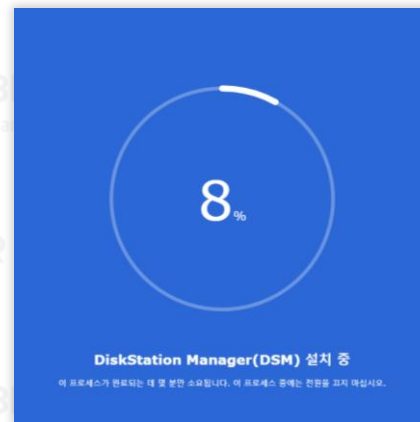 8%
DiskStation Manager(DSM) 설치 중
이 프로세스가 완료되는 데 몇 분만 소요됩니다. 이 프로세스 중에는 전원을 끄지 마십시오.